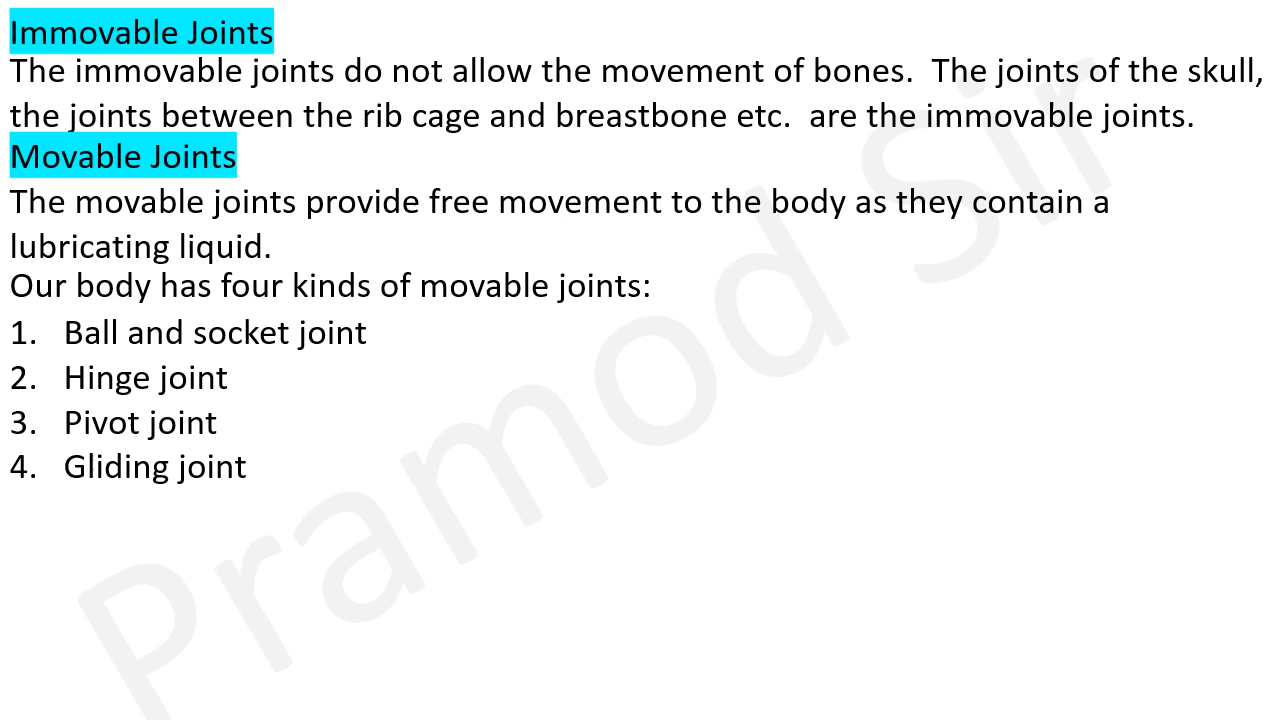 Immovable Joints
The immovable joints do not allow the movement of bones.  The joints of the skull,
the joints between the rib cage and breastbone etc.  are the immovable joints.
Movable Joints
The movable joints provide free movement to the body as they contain a
lubricating liquid.
Our body has four kinds of movable joints:
1. Ball and socket joint
2. Hinge joint
3. Pivot joint
4. Gliding joint
Pramod Sir